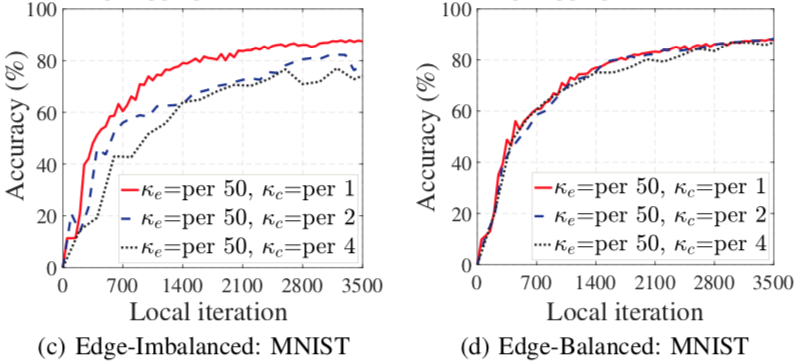 100
80
60
40
20
0
Accuracy (%)
κe=per 50, κc=per 1
κe=per 50, κc=per 2
κe=per 50, κc=per 4
0 700 1400 2100 2800 3500
Local iteration
(c) Edge-Imbalanced: MNIST
100
80
60
40
20
0
Accuracy (%)
κe=per 50, κc=per 1
κe=per 50, κc=per 2
κe=per 50, κc=per 4
0 700 1400 2100 2800 3500
Local iteration
(d) Edge-Balanced: MNIST